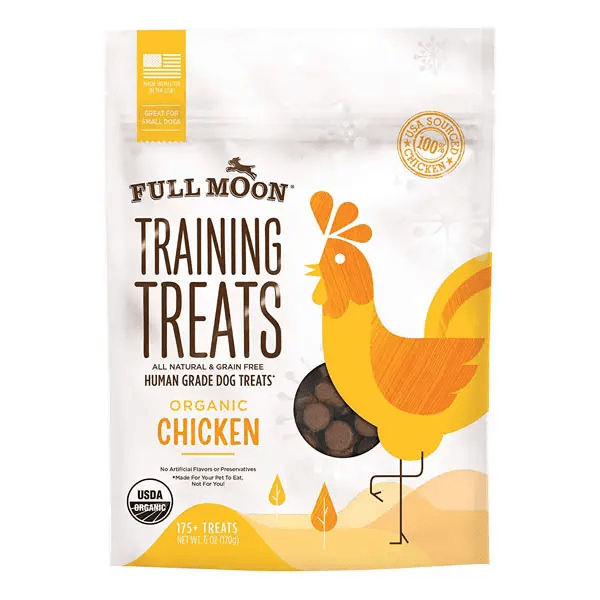 MADE IN THE USA
IN THE U.S.A.
GREAT FOR
SMALL DOGS
USA SOURCED
100%
CHICKEN
FULL MOON®
TRAINING
TREATS
ALL NATURAL & GRAIN FREE
HUMAN GRADE DOG TREATS*
ORGANIC
CHICKEN
No Artificial Flavors or Preservatives
*Made For Your Pet To Eat,
Not For You!
USDA
ORGANIC
175+ TREATS
NET WT. 6 OZ (170g)